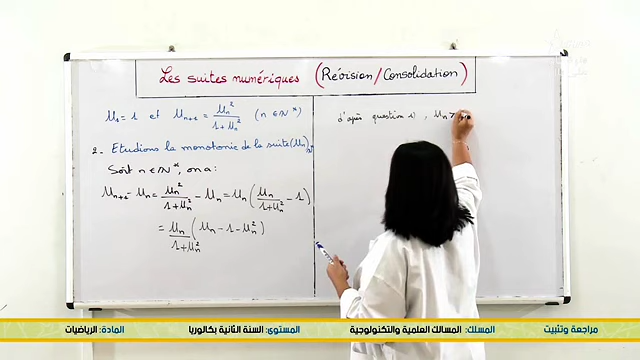 Les suites numériques (Révision/Consolidation)
u₁ = 1 et uₙ₊₁ = uₙ² / (1+uₙ²) (n ∈ ℕ*)
2 - Etudions la monotonie de la suite (uₙ)ₙ
Soit n ∈ ℕ*, on a :
uₙ₊₁ - uₙ = uₙ² / (1+uₙ²) - uₙ = uₙ (uₙ / (1+uₙ²) - 1)
= uₙ / (1+uₙ²) (uₙ - 1 - uₙ²)
d'après question 1), uₙ >
مراجعة وتثبيت المسلك: المسالك العلمية والتكنولوجية المستوى: السنة الثانية بكالوريا المادة: الرياضيات